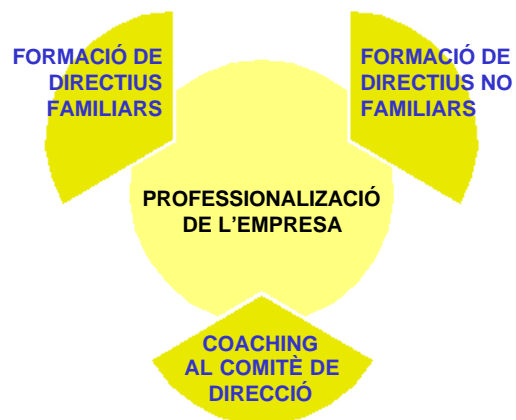 FORMACIÓ DE
DIRECTIUS
FAMILIARS
FORMACIÓ DE
DIRECTIUS NO
FAMILIARS
PROFESSIONALIZACIÓ
DE L'EMPRESA
COACHING
AL COMITÈ DE
DIRECCIÓ